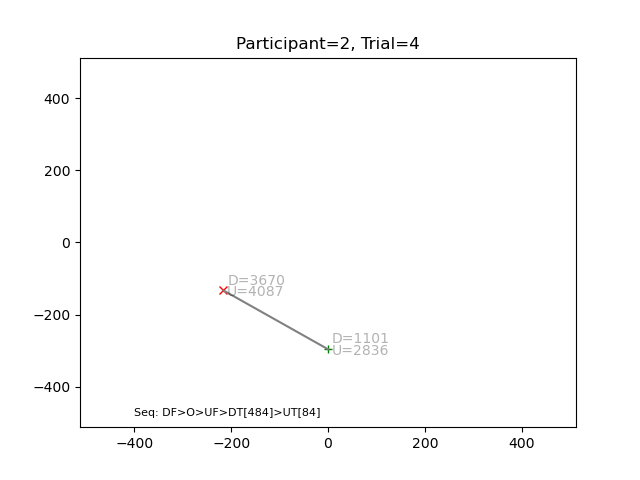 Participant=2, Trial=4
400
200
0
−200
−400
D=3670
U=4087
D=1101
U=2836
Seq: DF>O>UF>DT[484]>UT[84]
−400 −200 0 200 400